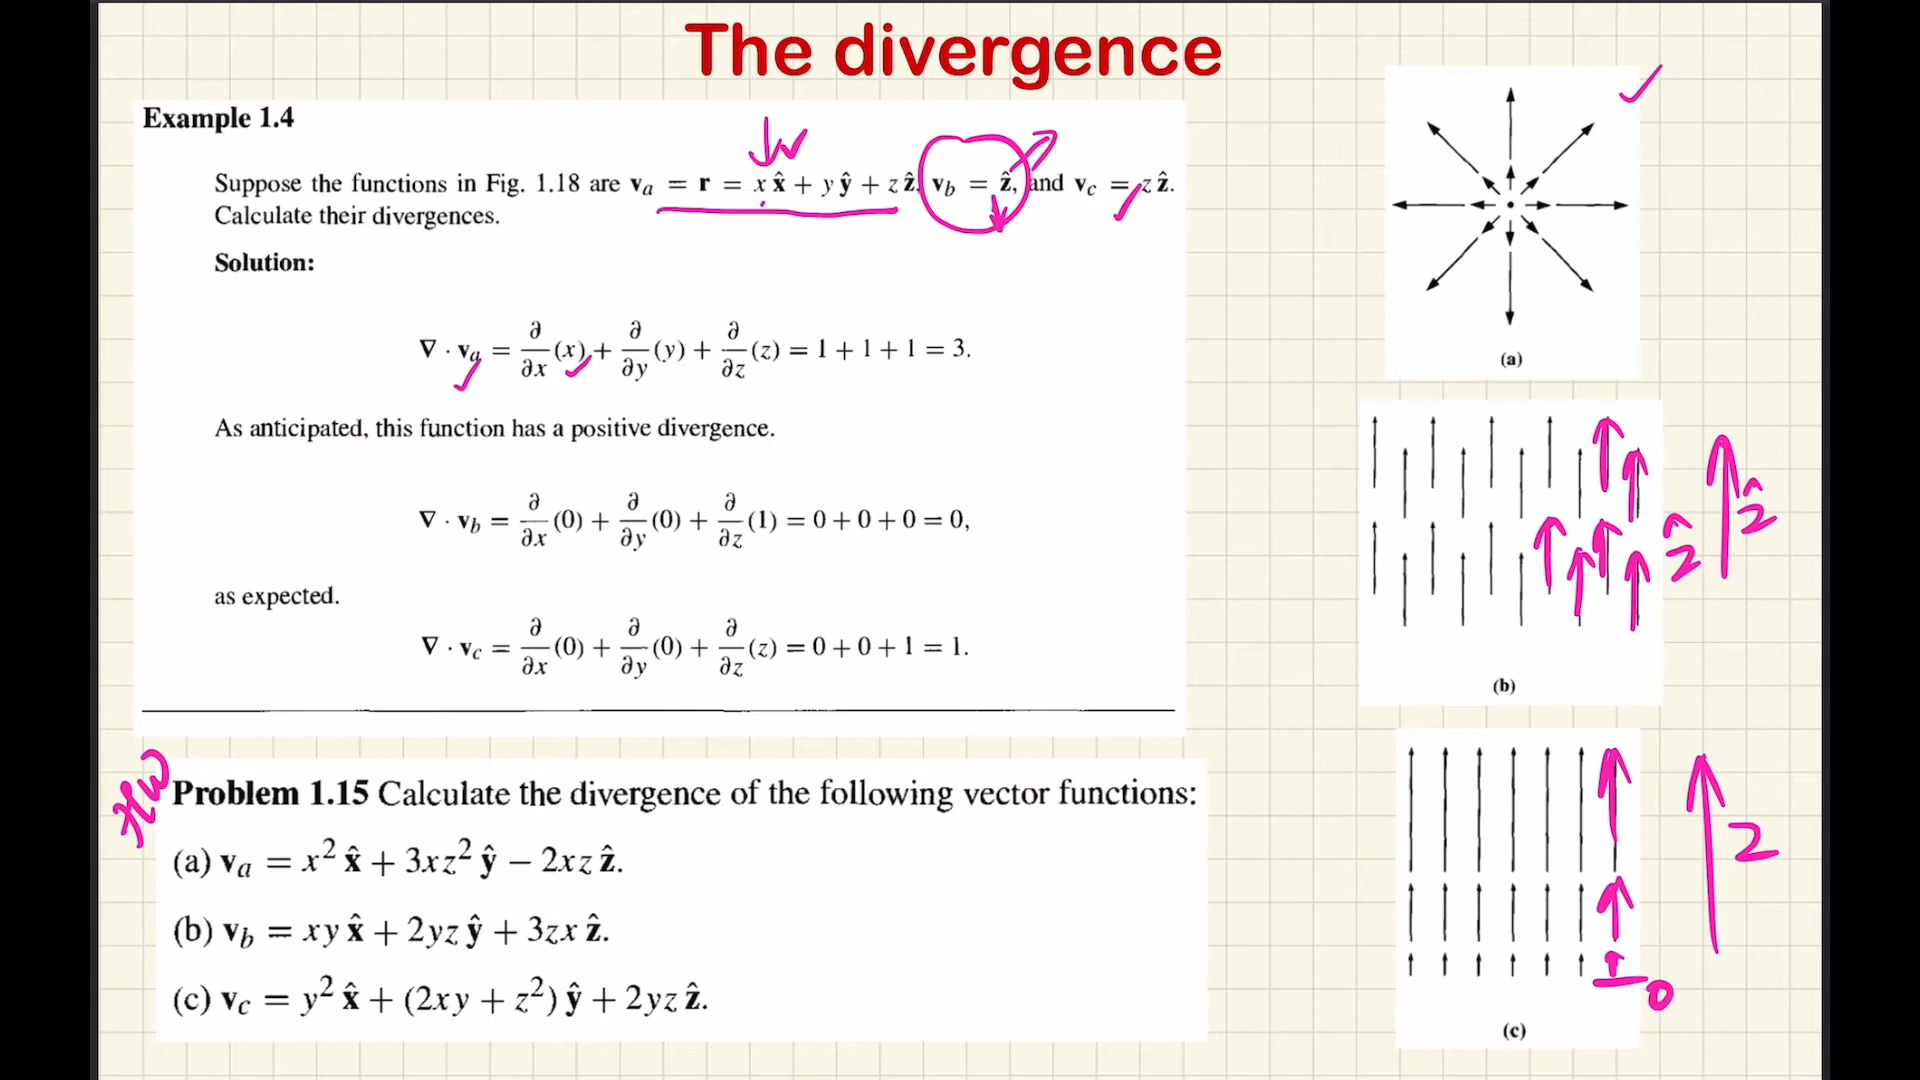 The divergence
Example 1.4
Suppose the functions in Fig. 1.18 are vₐ = r = x x̂ + y ŷ + z ẑ, v_b = ẑ, and v_c = z ẑ.
Calculate their divergences.
Solution:
∇ · vₐ = ∂/∂x (x) + ∂/∂y (y) + ∂/∂z (z) = 1 + 1 + 1 = 3.
As anticipated, this function has a positive divergence.
∇ · v_b = ∂/∂x (0) + ∂/∂y (0) + ∂/∂z (1) = 0 + 0 + 0 = 0,
as expected.
∇ · v_c = ∂/∂x (0) + ∂/∂y (0) + ∂/∂z (z) = 0 + 0 + 1 = 1.
HW
Problem 1.15 Calculate the divergence of the following vector functions:
(a) vₐ = x² x̂ + 3xz² ŷ − 2xz ẑ.
(b) v_b = xy x̂ + 2yz ŷ + 3zx ẑ.
(c) v_c = y² x̂ + (2xy + z²) ŷ + 2yz ẑ.
(a)
ẑ
ẑ
(b)
z
0
(c)